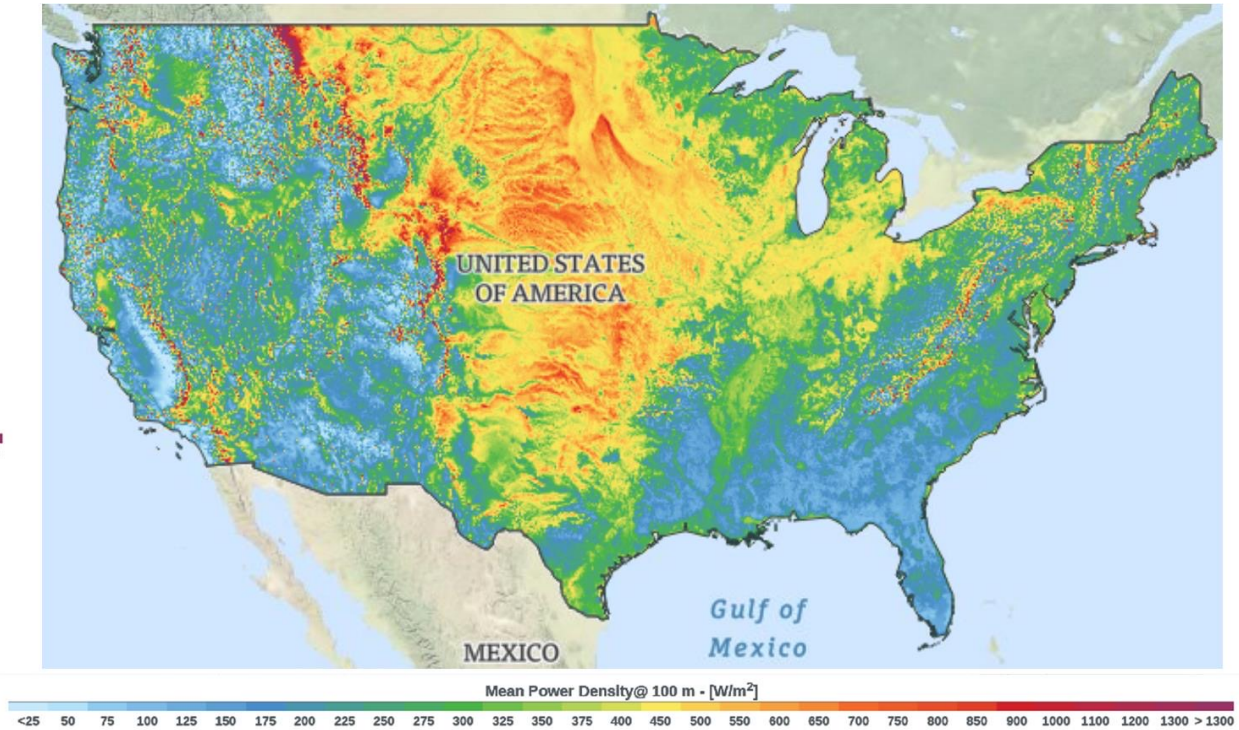 UNITED STATES
OF AMERICA
Gulf of
Mexico
MEXICO
Mean Power Density@ 100 m - [W/m²]
<25 50 75 100 125 150 175 200 225 250 275 300 325 350 375 400 450 500 550 600 650 700 750 800 850 900 1000 1100 1200 1300 > 1300